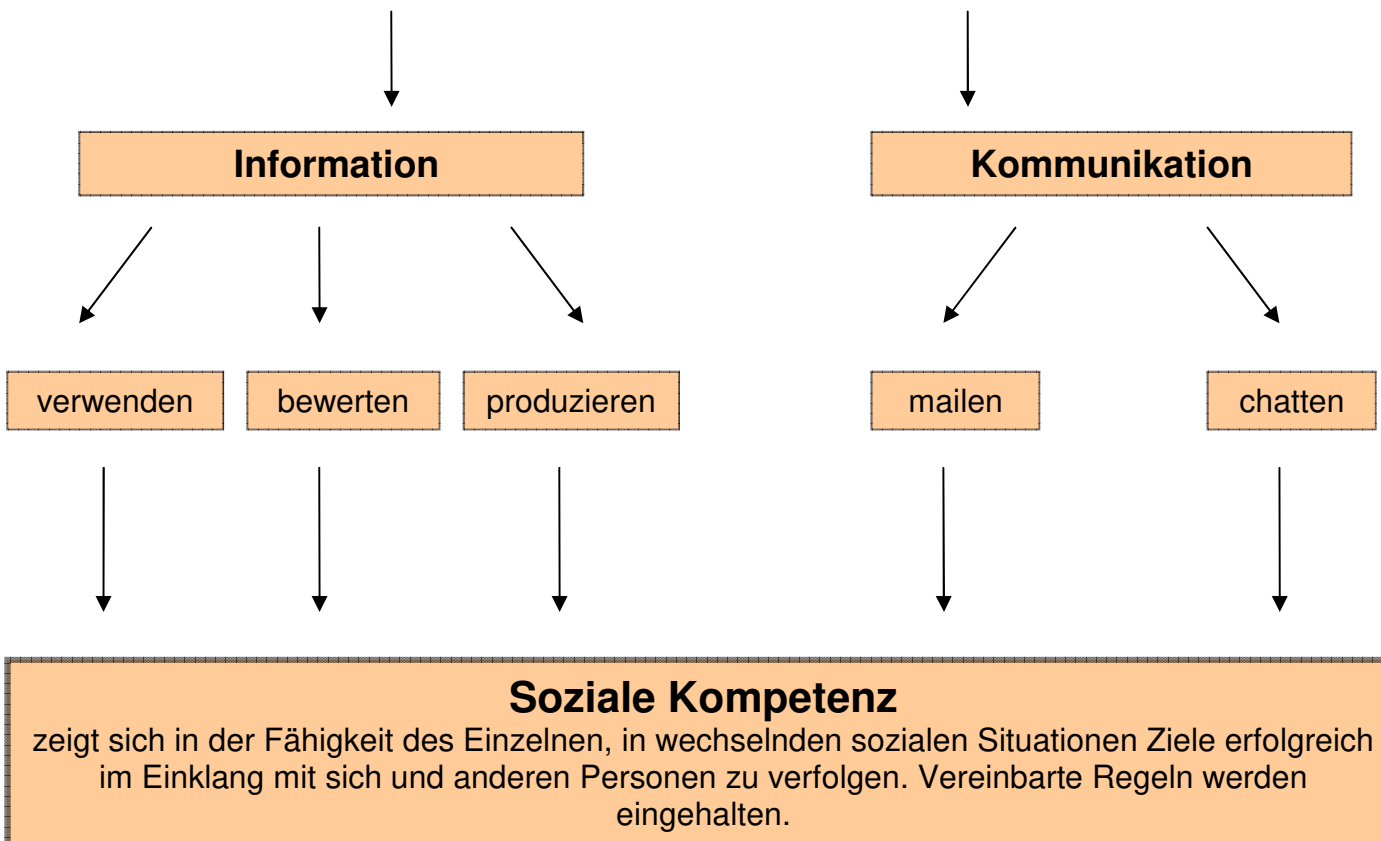 Information
Kommunikation
verwenden
bewerten
produzieren
mailen
chatten
Soziale Kompetenz
zeigt sich in der Fähigkeit des Einzelnen, in wechselnden sozialen Situationen Ziele erfolgreich
im Einklang mit sich und anderen Personen zu verfolgen. Vereinbarte Regeln werden
eingehalten.